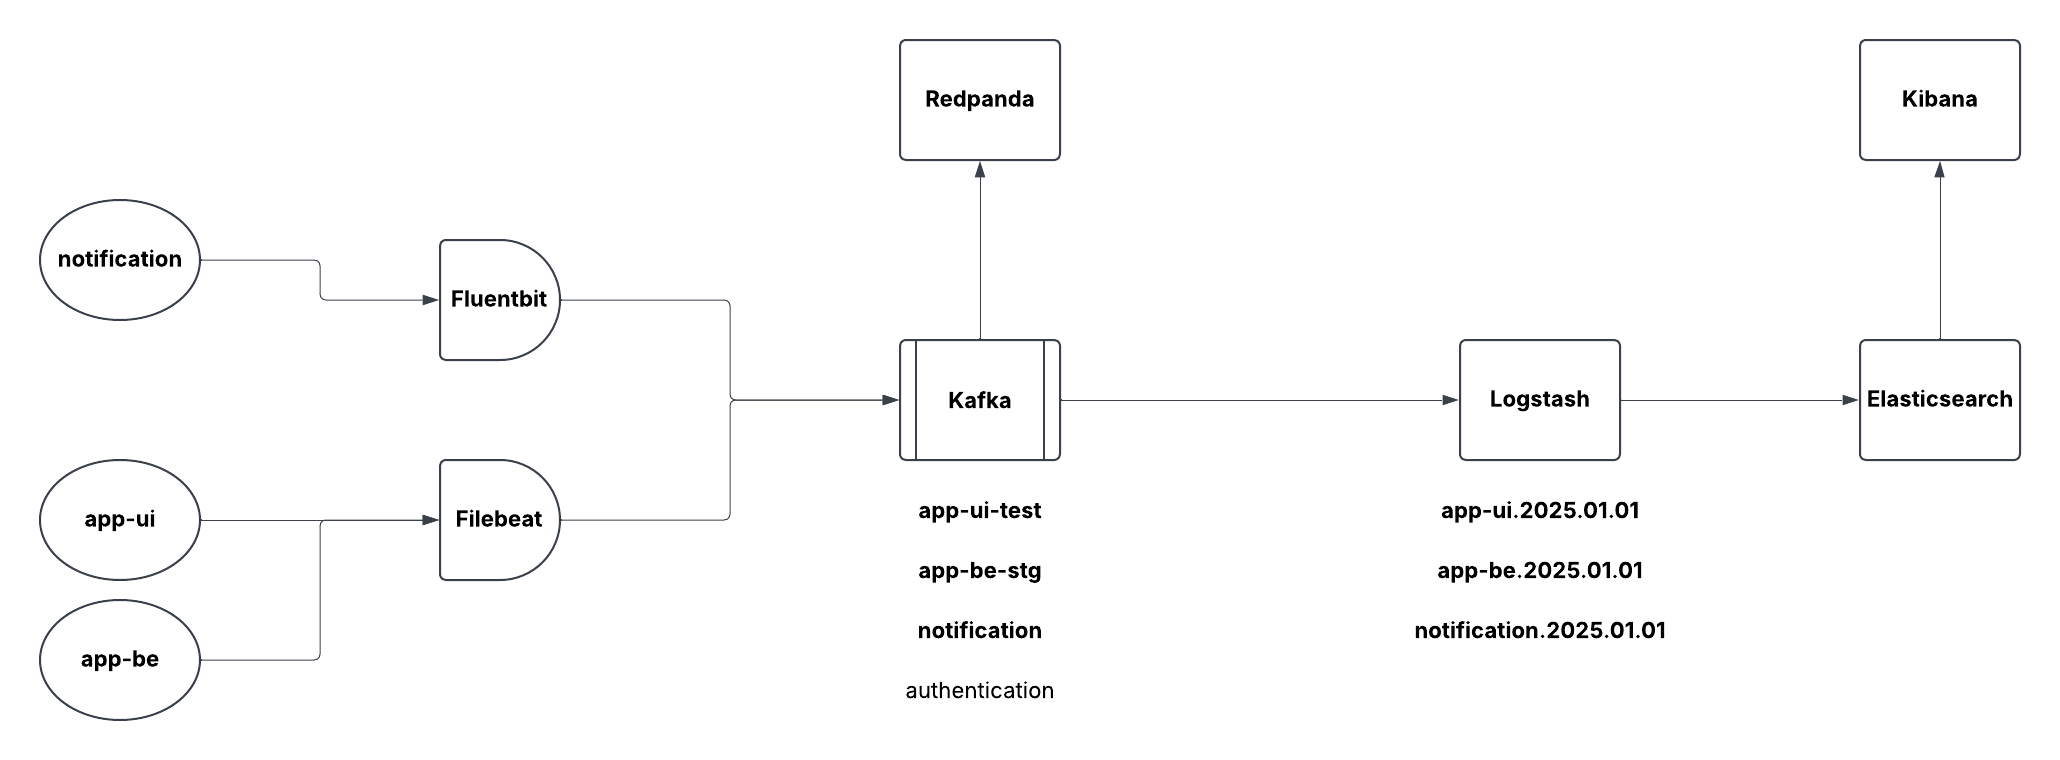 Redpanda
Kibana
notification
Fluentbit
Kafka
Logstash
Elasticsearch
app-ui
Filebeat
app-be
app-ui-test
app-be-stg
notification
authentication
app-ui.2025.01.01
app-be.2025.01.01
notification.2025.01.01